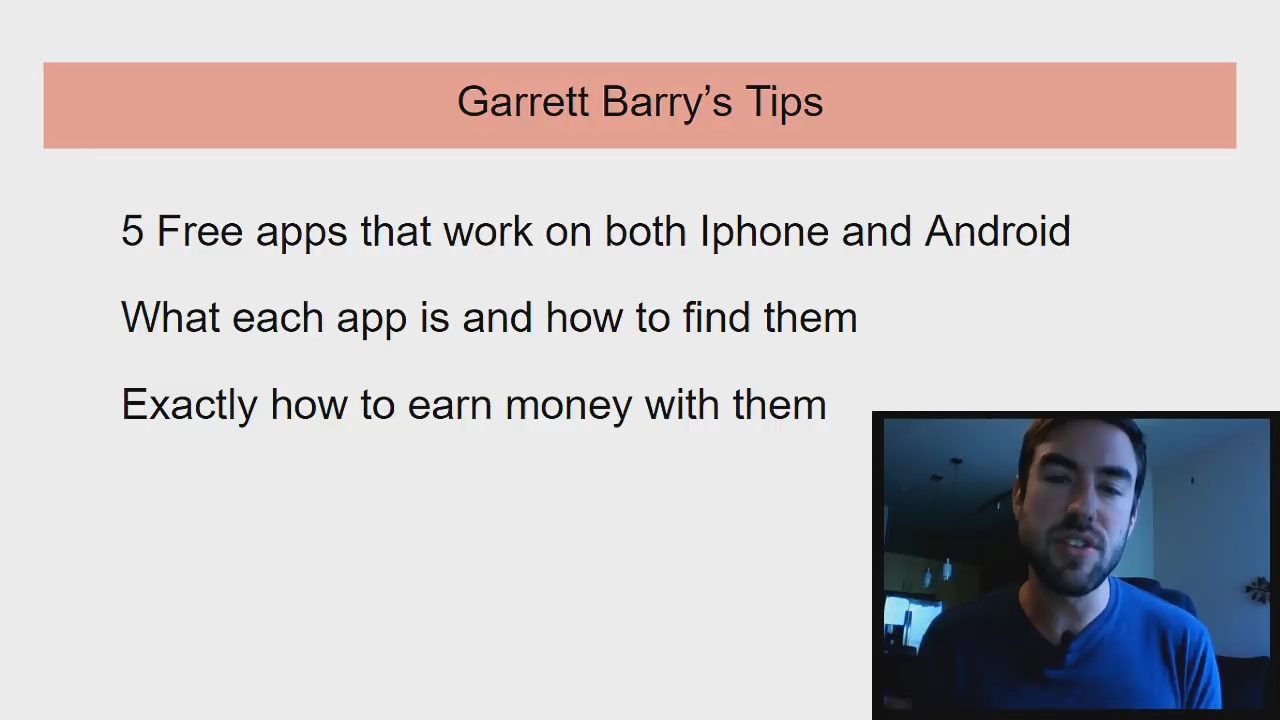 Garrett Barry’s Tips
5 Free apps that work on both Iphone and Android
What each app is and how to find them
Exactly how to earn money with them